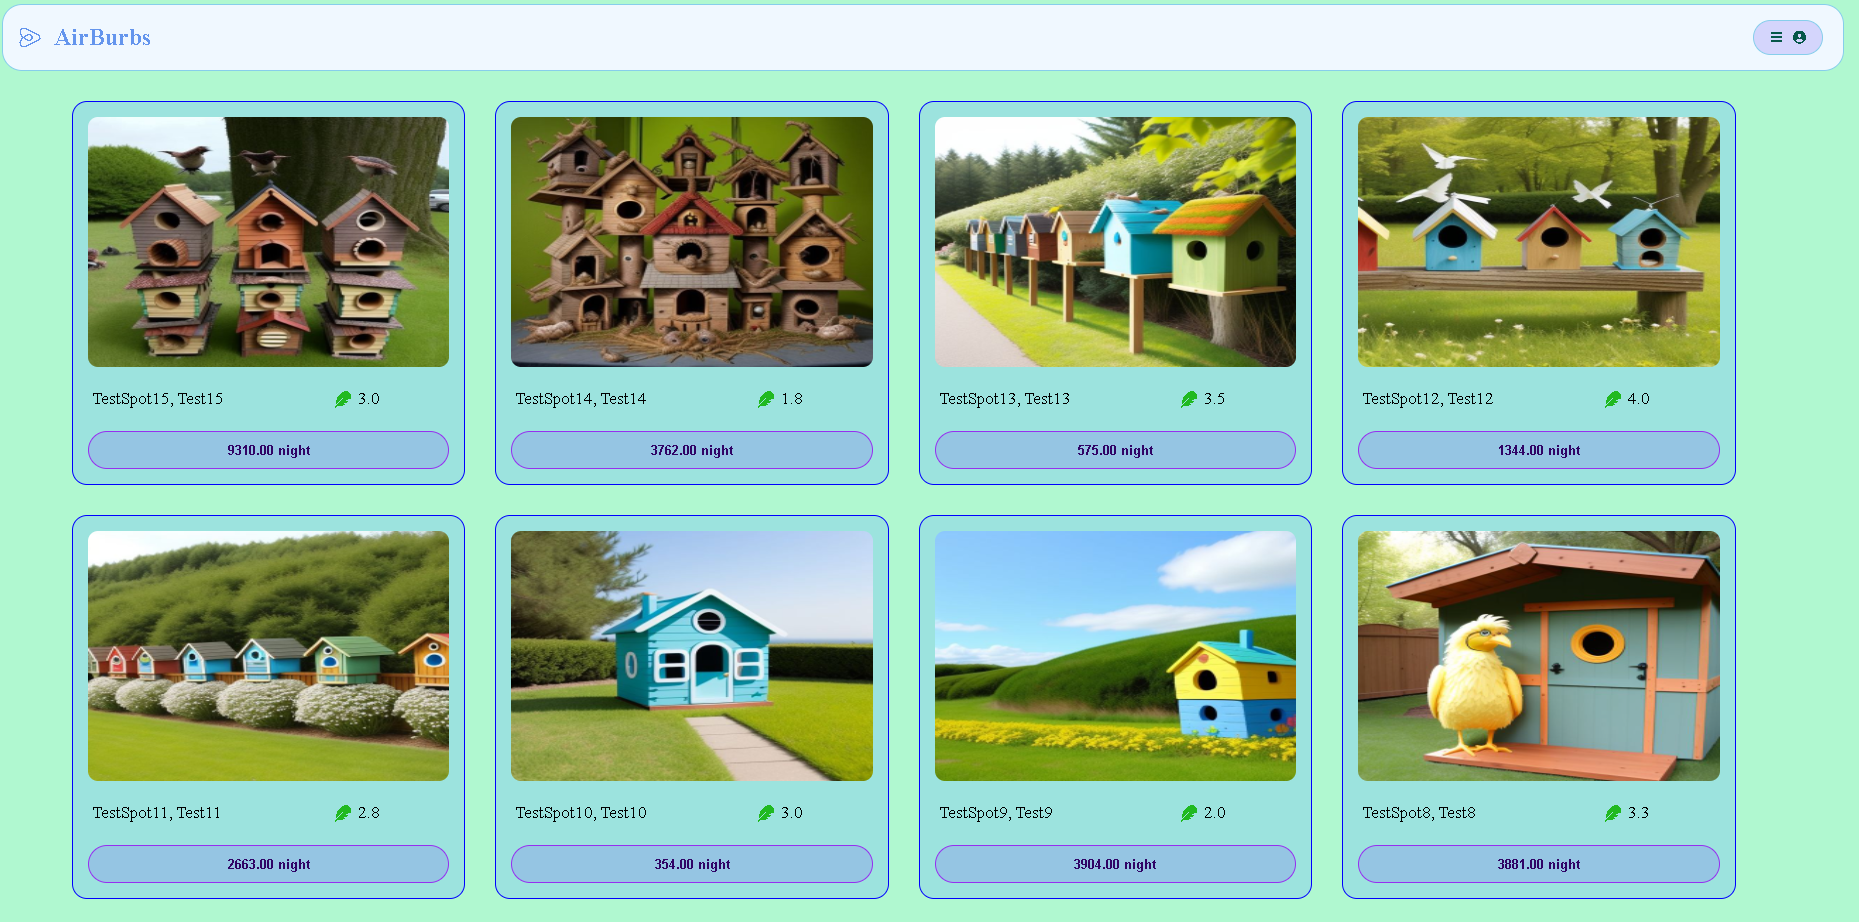 AirBurbs
TestSpot15, Test15 3.0
9310.00 night
TestSpot14, Test14 1.8
3762.00 night
TestSpot13, Test13 3.5
575.00 night
TestSpot12, Test12 4.0
1344.00 night
TestSpot11, Test11 2.8
2663.00 night
TestSpot10, Test10 3.0
354.00 night
TestSpot9, Test9 2.0
3904.00 night
TestSpot8, Test8 3.3
3881.00 night